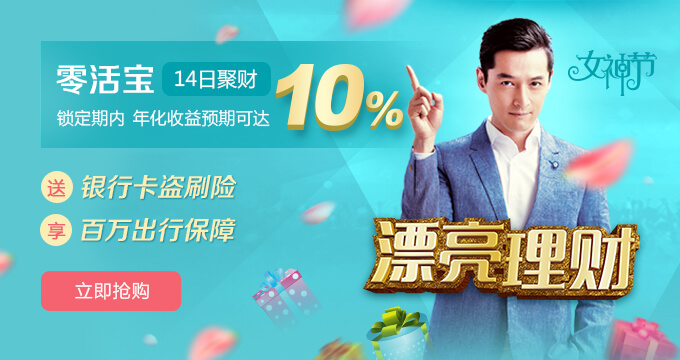 零活宝 14日聚财
锁定期内 年化收益预期可达
10%
女神节
送 银行卡盗刷险
享 百万出行保障
漂亮理财
立即抢购